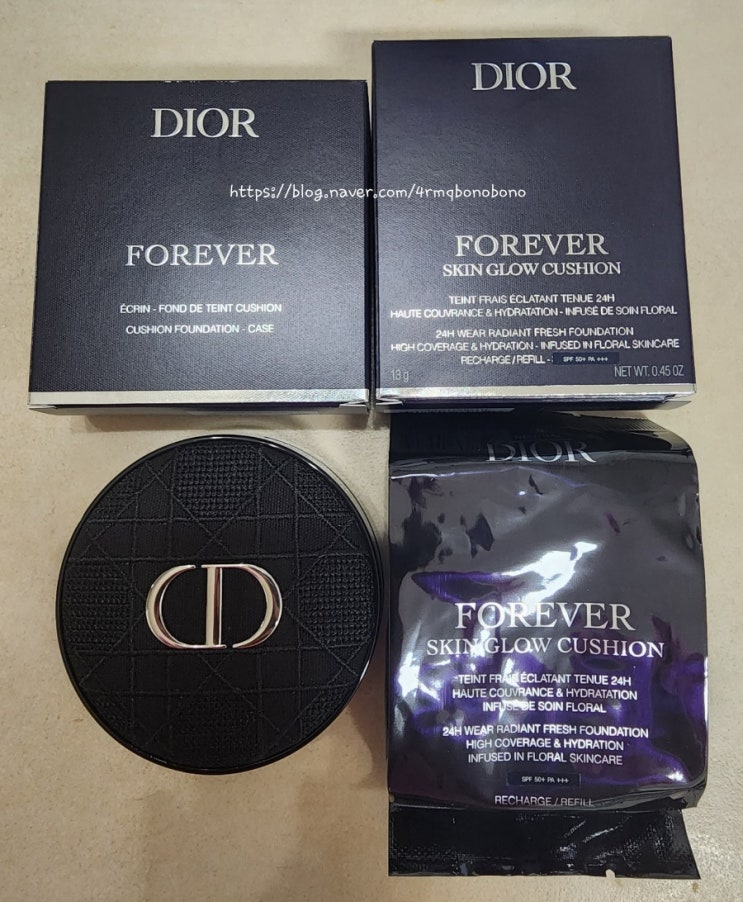 DIOR
FOREVER
ÉCRIN - FOND DE TEINT CUSHION
CUSHION FOUNDATION - CASE
DIOR
https://blog.naver.com/4rmqbonobono
FOREVER
SKIN GLOW CUSHION
TEINT FRAIS ÉCLATANT TENUE 24H
HAUTE COUVRANCE & HYDRATATION - INFUSÉ DE SOIN FLORAL
24H WEAR RADIANT FRESH FOUNDATION
HIGH COVERAGE & HYDRATION - INFUSED IN FLORAL SKINCARE
RECHARGE / REFILL - SPF 50+ PA +++
13 g NET WT. 0.45 OZ
CD
DIOR
FOREVER
SKIN GLOW CUSHION
TEINT FRAIS ÉCLATANT TENUE 24H
HAUTE COUVRANCE & HYDRATATION
INFUSÉ DE SOIN FLORAL
24H WEAR RADIANT FRESH FOUNDATION
HIGH COVERAGE & HYDRATION
INFUSED IN FLORAL SKINCARE
SPF 50+ PA +++
RECHARGE / REFILL